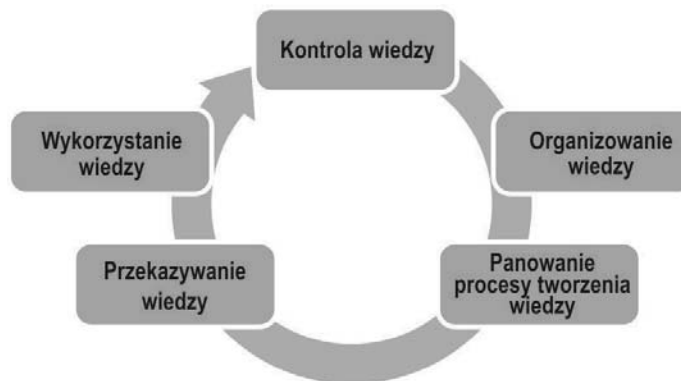 Kontrola wiedzy
Organizowanie
wiedzy
Panowanie
procesy tworzenia
wiedzy
Przekazywanie
wiedzy
Wykorzystanie
wiedzy